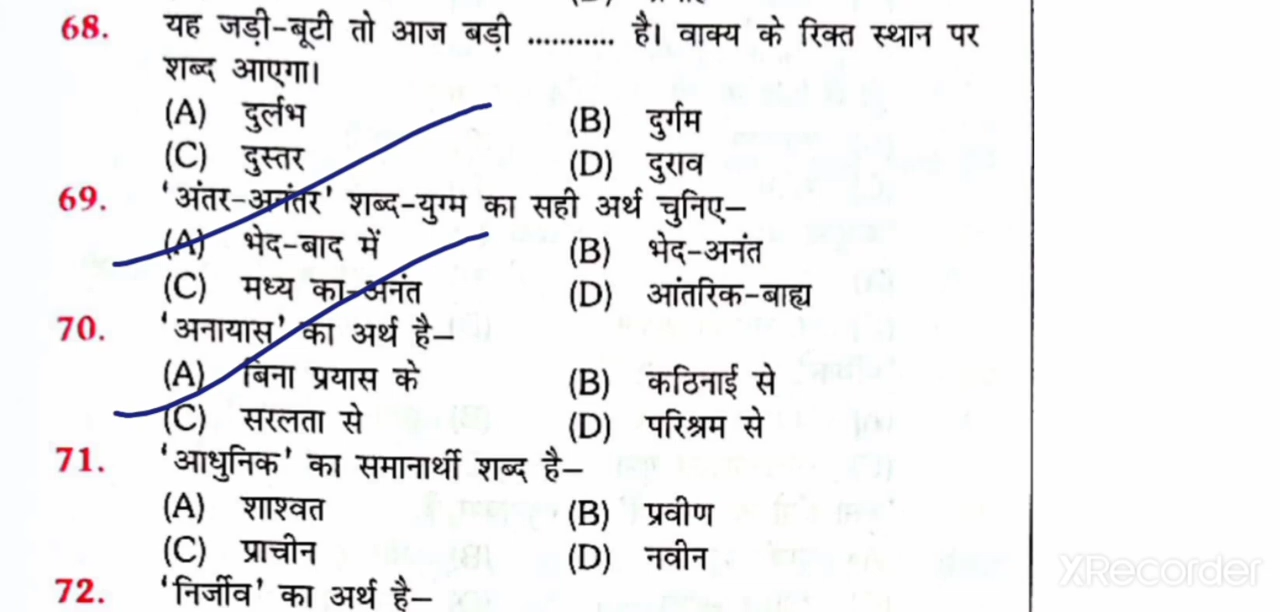 68. यह जड़ी-बूटी तो आज बड़ी ........... है। वाक्य के रिक्त स्थान पर
शब्द आएगा।
(A) दुर्लभ (B) दुर्गम
(C) दुस्तर (D) दुराव
69. 'अंतर-अनंतर' शब्द-युग्म का सही अर्थ चुनिए–
(A) भेद-बाद में (B) भेद-अनंत
(C) मध्य का-अनंत (D) आंतरिक-बाह्य
70. 'अनायास' का अर्थ है–
(A) बिना प्रयास के (B) कठिनाई से
(C) सरलता से (D) परिश्रम से
71. 'आधुनिक' का समानार्थी शब्द है–
(A) शाश्वत (B) प्रवीण
(C) प्राचीन (D) नवीन
72. 'निर्जीव' का अर्थ है–
XRecorder